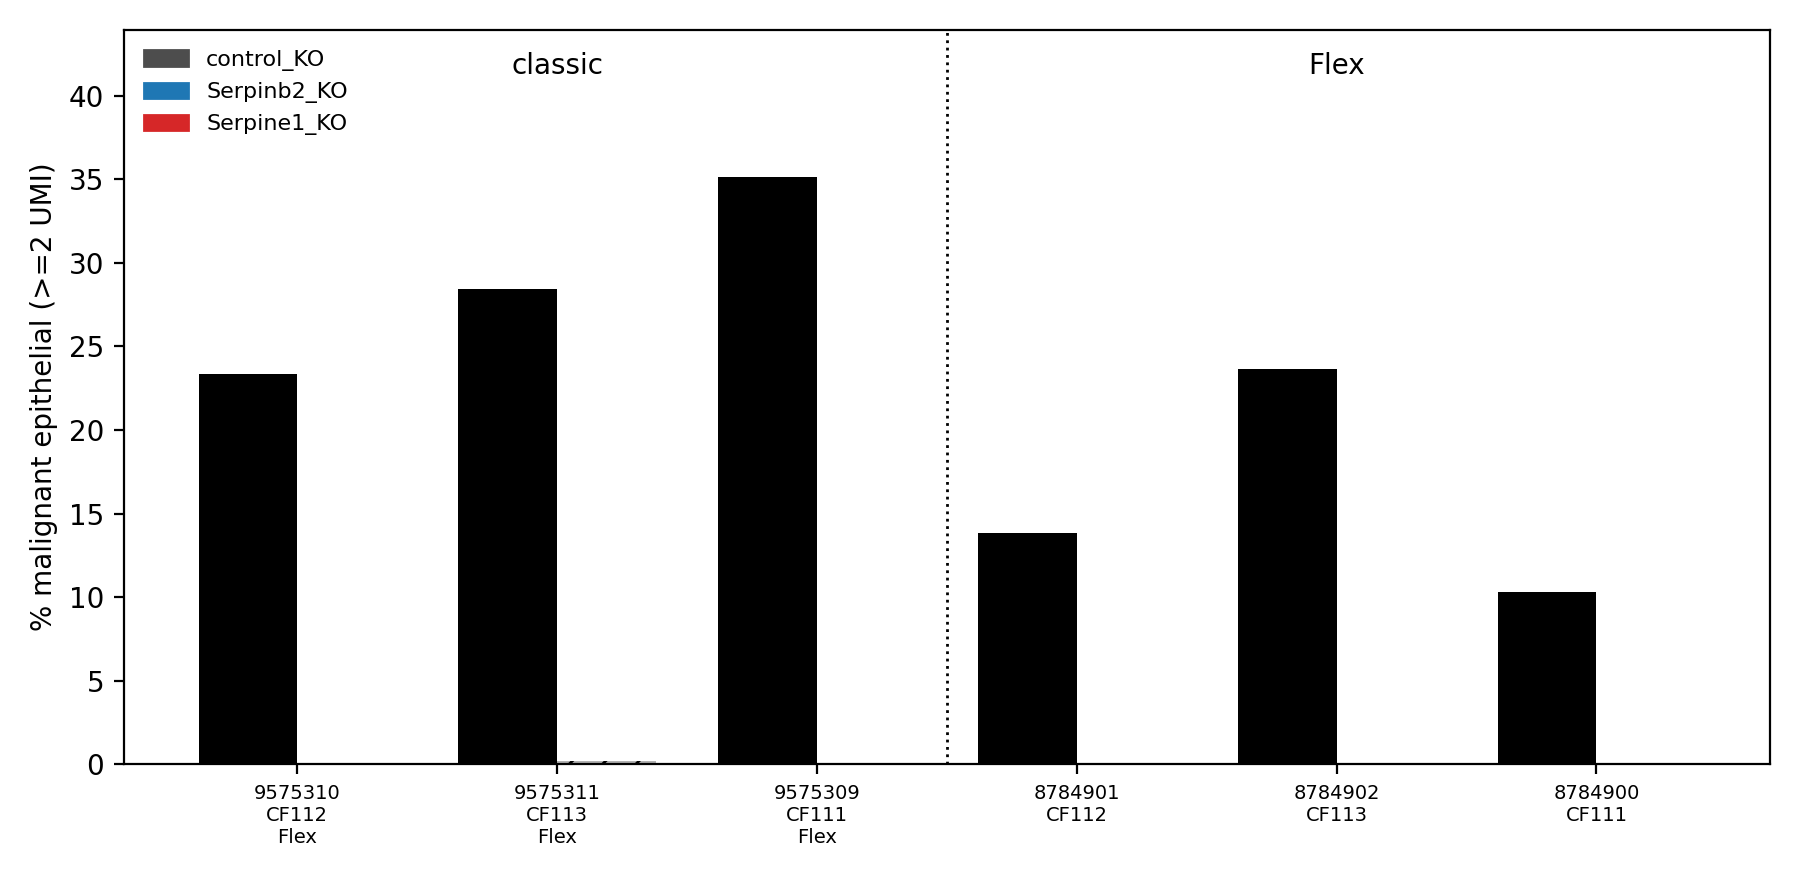 control_KO
Serpinb2_KO
Serpine1_KO
classic
Flex
% malignant epithelial (>=2 UMI)
40
35
30
25
20
15
10
5
0
9575310
CF112
Flex
9575311
CF113
Flex
9575309
CF111
Flex
8784901
CF112
8784902
CF113
8784900
CF111